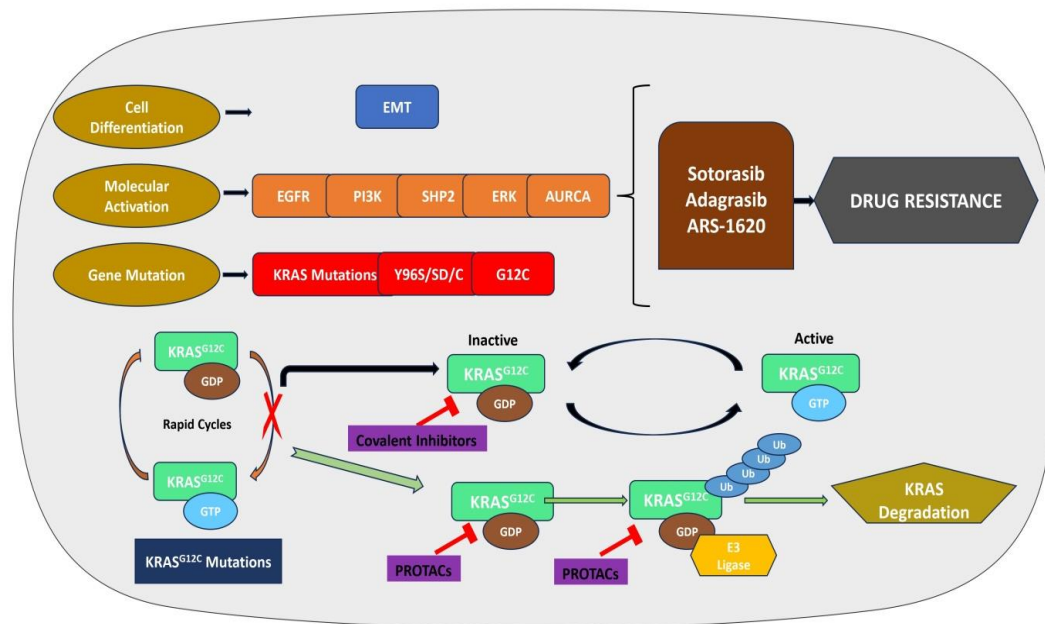 Cell
Differentiation
EMT
Molecular
Activation
EGFR
PI3K
SHP2
ERK
AURCA
Gene Mutation
KRAS Mutations
Y96S/SD/C
G12C
Sotorasib
Adagrasib
ARS-1620
DRUG RESISTANCE
KRASG12C
GDP
Rapid Cycles
KRASG12C
GTP
KRASG12C Mutations
Inactive
KRASG12C
GDP
Covalent Inhibitors
Active
KRASG12C
GTP
KRASG12C
GDP
PROTACs
KRASG12C
GDP
Ub
Ub
Ub
Ub
E3
Ligase
PROTACs
KRAS
Degradation